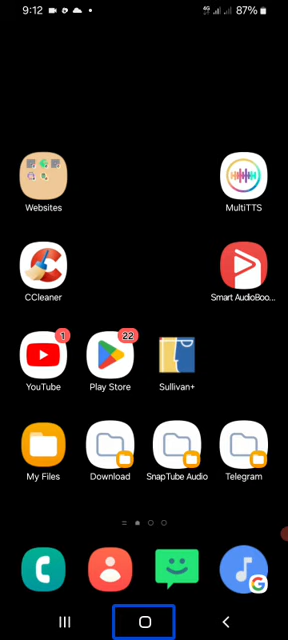 9:12
4G 87%
Websites
MultiTTS
CCleaner
Smart AudioBoo...
1
22
YouTube
Play Store
Sullivan+
My Files
Download
SnapTube Audio
Telegram